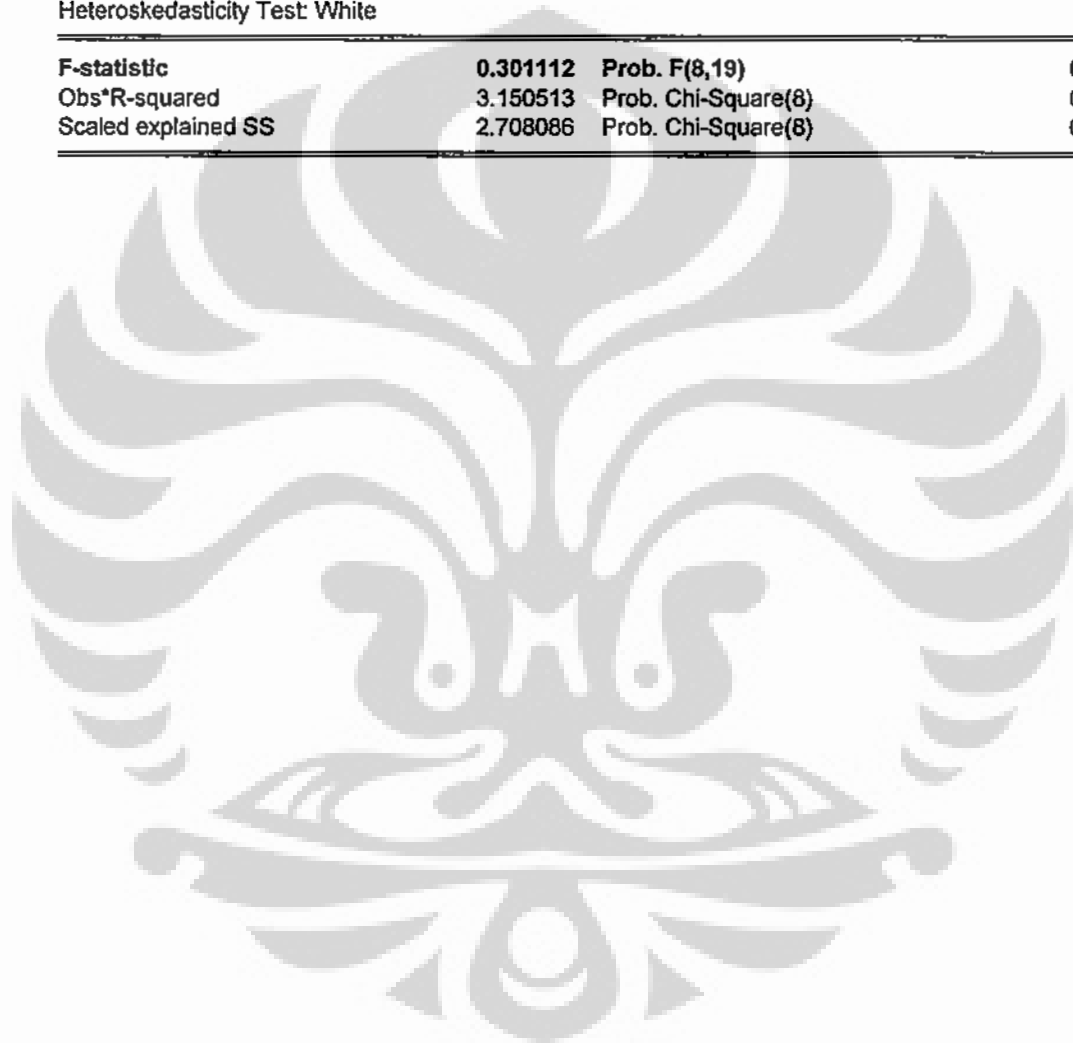 Heteroskedasticity Test: White
F-statistic 0.301112 Prob. F(8,19)
Obs*R-squared 3.150513 Prob. Chi-Square(8)
Scaled explained SS 2.708086 Prob. Chi-Square(8)